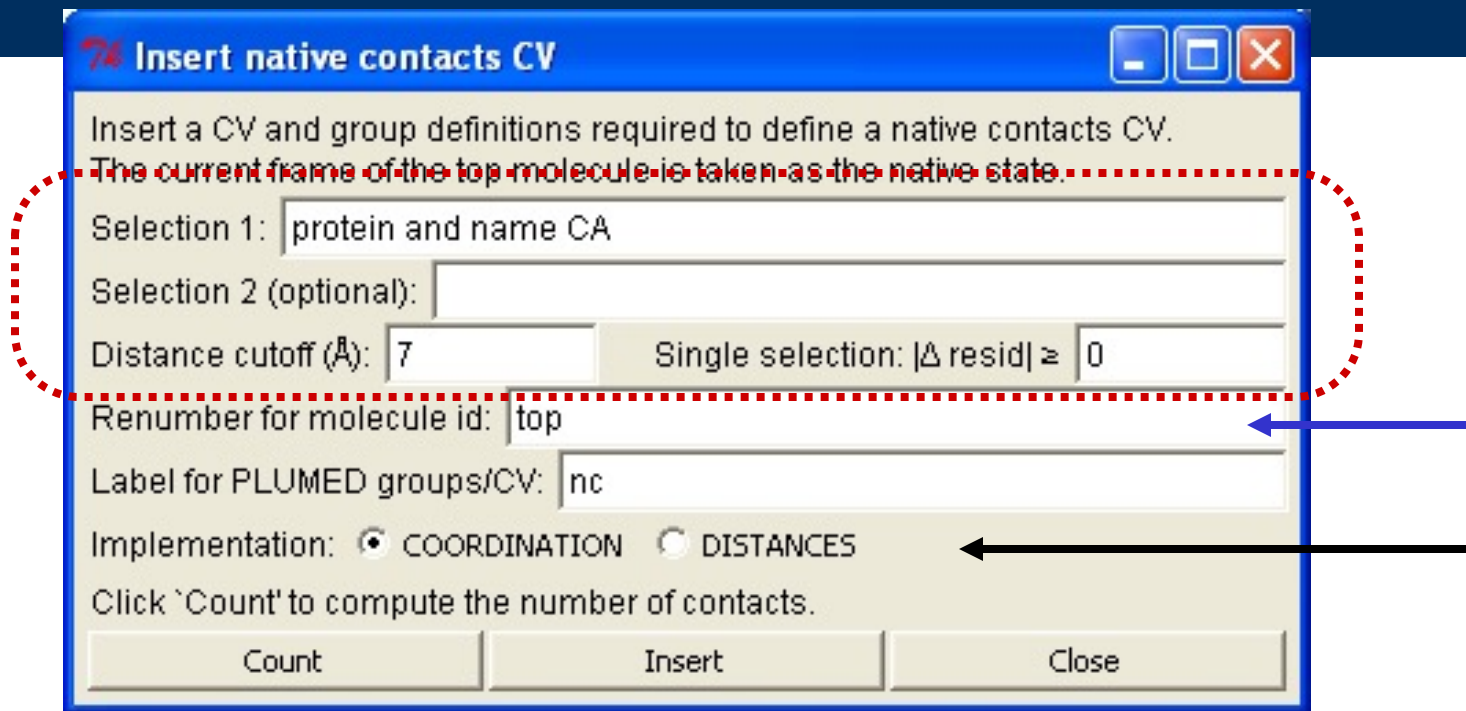 Insert native contacts CV
Insert a CV and group definitions required to define a native contacts CV.
The current frame of the top molecule is taken as the native state.
Selection 1: protein and name CA
Selection 2 (optional):
Distance cutoff (Å): 7 Single selection: |Δ resid| ≥ 0
Renumber for molecule id: top
Label for PLUMED groups/CV: nc
Implementation: COORDINATION DISTANCES
Click `Count' to compute the number of contacts.
Count Insert Close